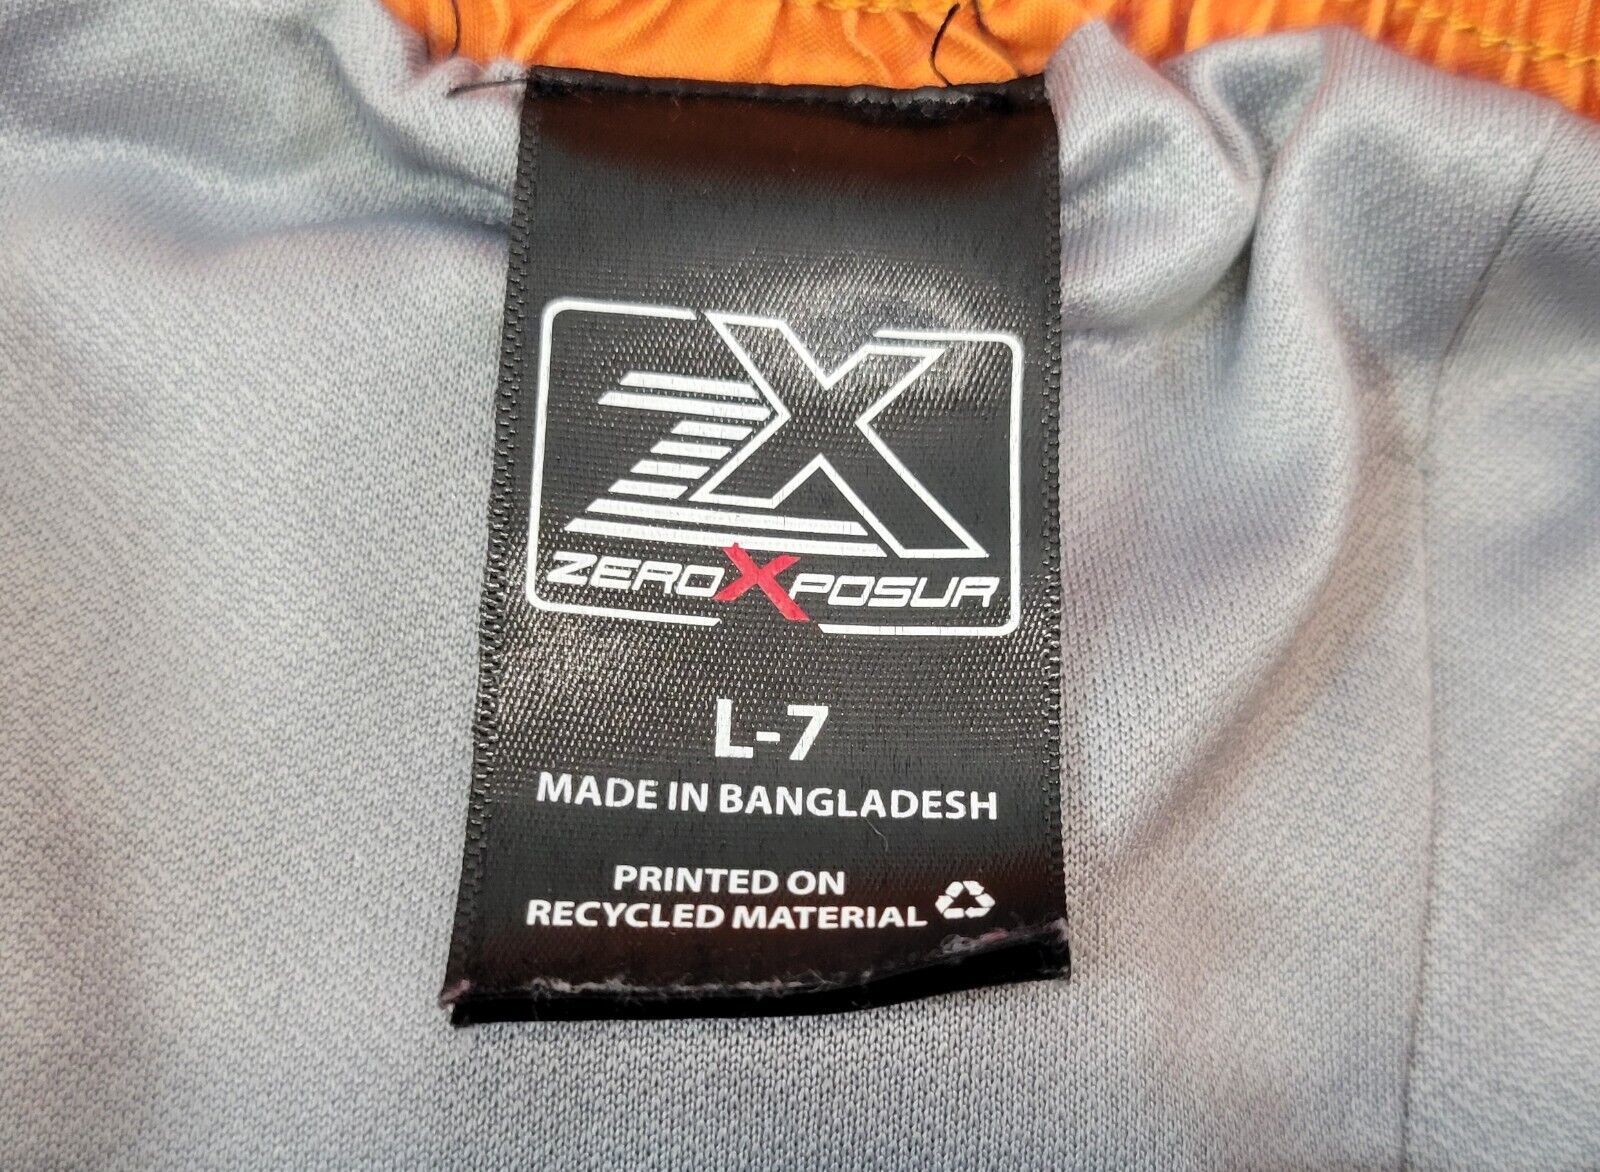 ZX
ZEROXPOSUR
L-7
MADE IN BANGLADESH
PRINTED ON
RECYCLED MATERIAL